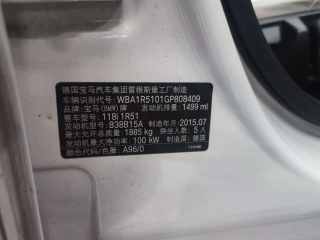 德国宝马汽车集团雷根斯堡工厂制造
车辆识别代号: WBA1R5101GP808409
品牌: 宝马(BMW)牌 发动机排量: 1499 ml
整车型号: 118i 1R51
发动机型号: B38B15A 制造年月: 2015.07
最大允许总质量: 1885 kg 乘坐人数: 5 人
发动机最大净功率: 100 kW 制造国: 德国
颜色代码/色圈: A96/0